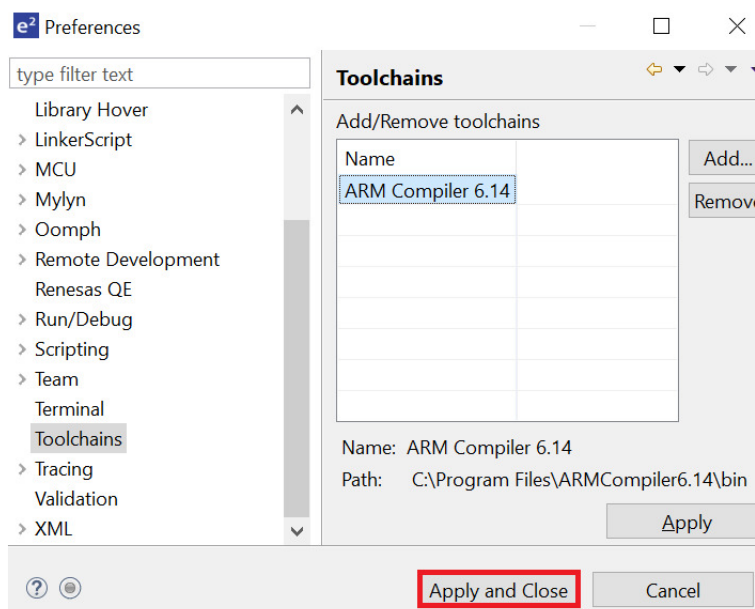 e² Preferences
type filter text
Library Hover
LinkerScript
MCU
Mylyn
Oomph
Remote Development
Renesas QE
Run/Debug
Scripting
Team
Terminal
Toolchains
Tracing
Validation
XML
Toolchains
Add/Remove toolchains
Name
ARM Compiler 6.14
Add...
Remove
Name: ARM Compiler 6.14
Path: C:\Program Files\ARMCompiler6.14\bin
Apply
?
Apply and Close
Cancel